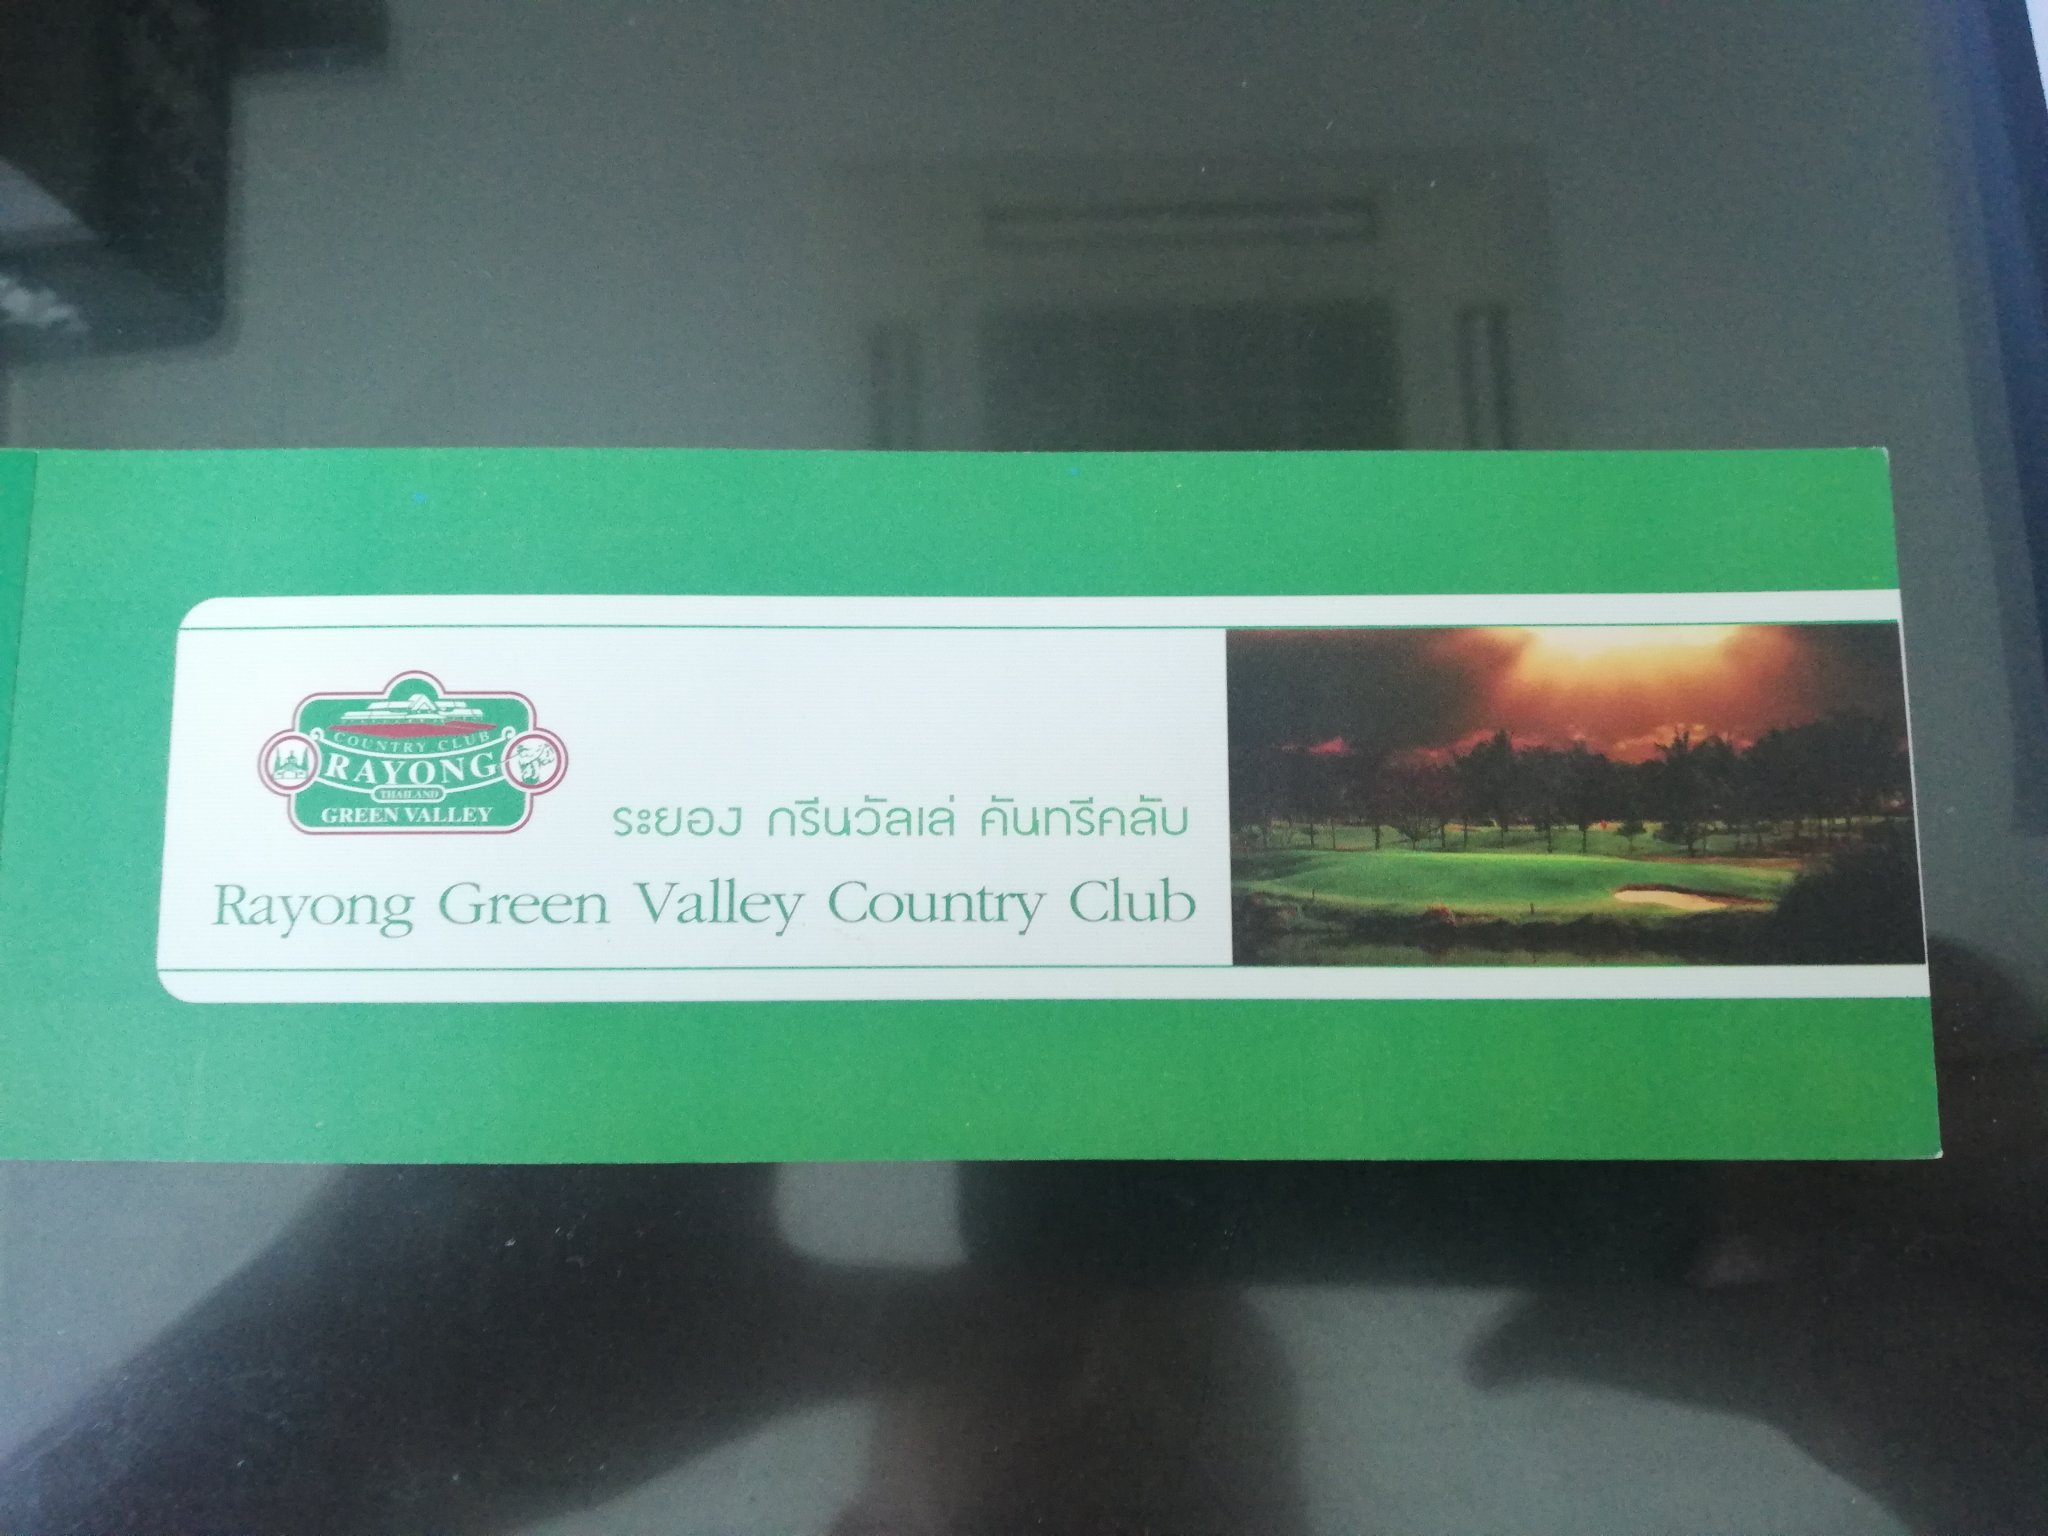 COUNTRY CLUB
RAYONG
THAILAND
GREEN VALLEY
ระยอง กรีนวัลเล่ คันทรีคลับ
Rayong Green Valley Country Club